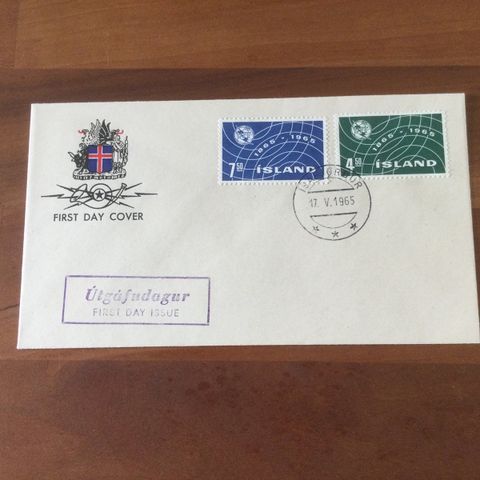 FIRST DAY COVER
1865 - 1965
7.50 ÍSLAND
1865 - 1965
4.50 ÍSLAND
17. V. 1965
Útgáfudagur
FIRST DAY ISSUE